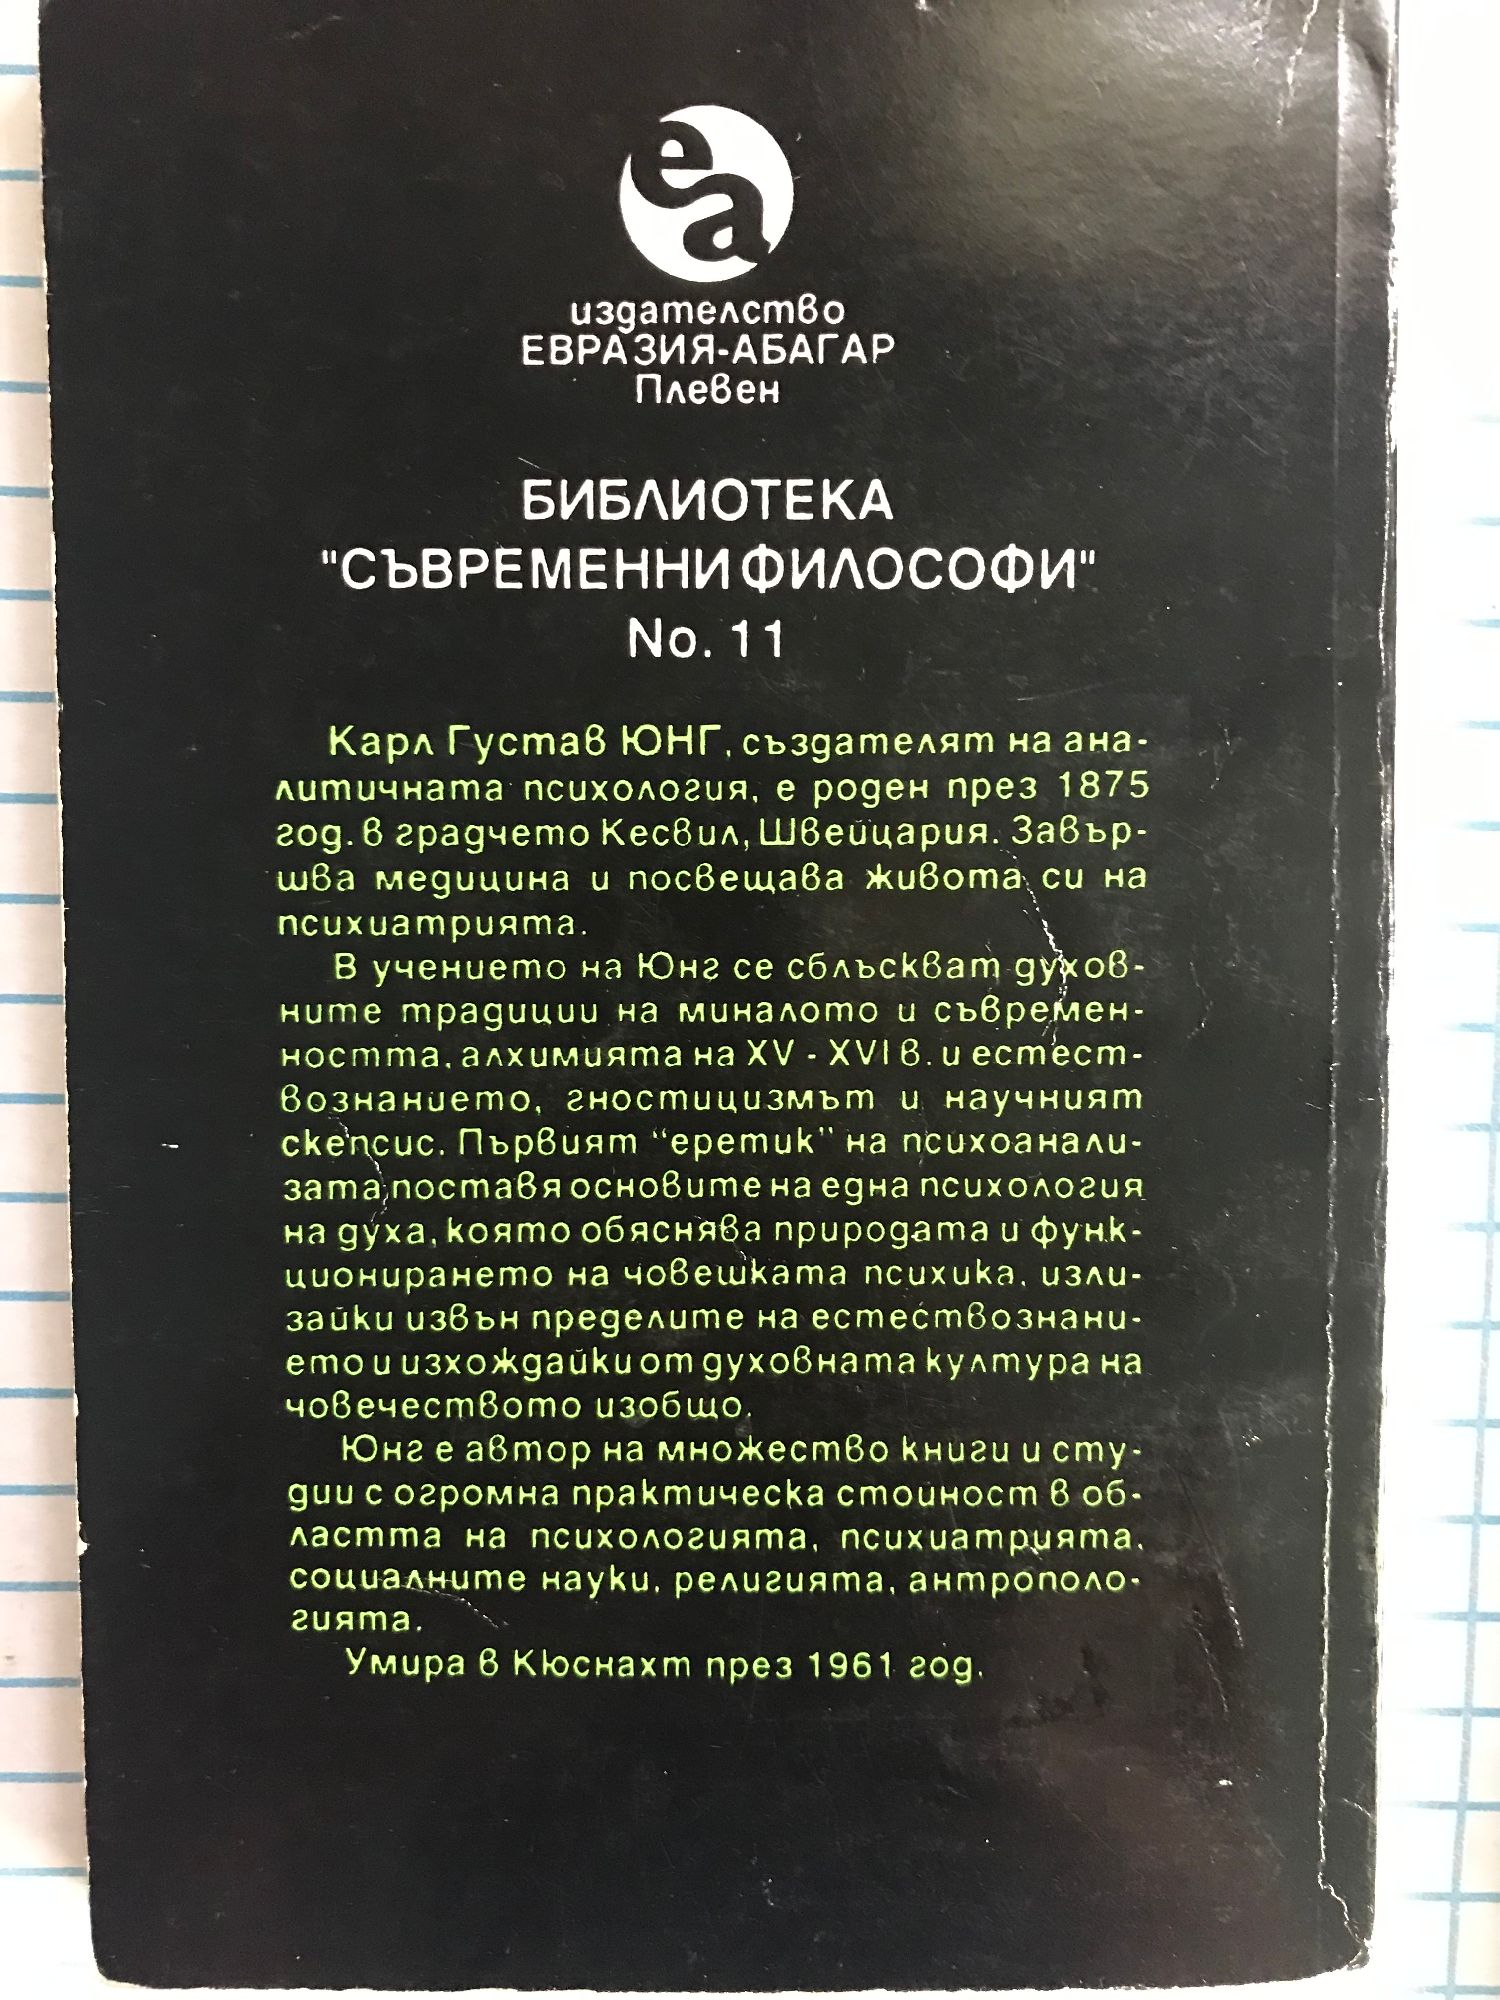 еа
издателство
ЕВРАЗИЯ-АБАГАР
Плевен
БИБЛИОТЕКА
"СЪВРЕМЕННИ ФИЛОСОФИ"
No. 11
Карл Густав ЮНГ, създателят на ана-
литичната психология, е роден през 1875
год. в градчето Кесвил, Швейцария. Завър-
шва медицина и посвещава живота си на
психиатрията.
В учението на Юнг се сблъскват духов-
ните традиции на миналото и съвремен-
ността, алхимията на XV - XVI в. и естест-
вознанието, гностицизмът и научният
скепсис. Първият “еретик” на психоанали-
зата, поставя основите на една психология
на духа, която обяснява природата и функ-
ционирането на човешката психика, изли-
зайки извън пределите на естествознани-
ето и изхождайки от духовната култура на
човечеството изобщо.
Юнг е автор на множество книги и сту-
дии с огромна практическа стойност в об-
ластта на психологията, психиатрията,
социалните науки, религията, антрополо-
гията.
Умира в Кюснахт през 1961 год.